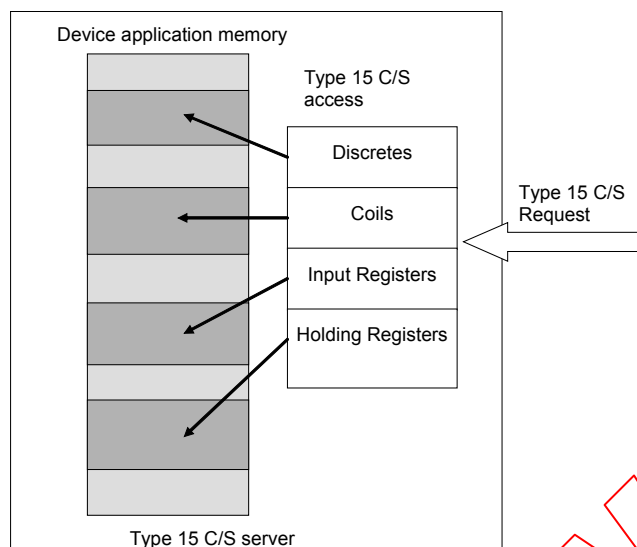 Device application memory
Type 15 C/S
access
Discretes
Coils
Input Registers
Holding Registers
Type 15 C/S
Request
Type 15 C/S server